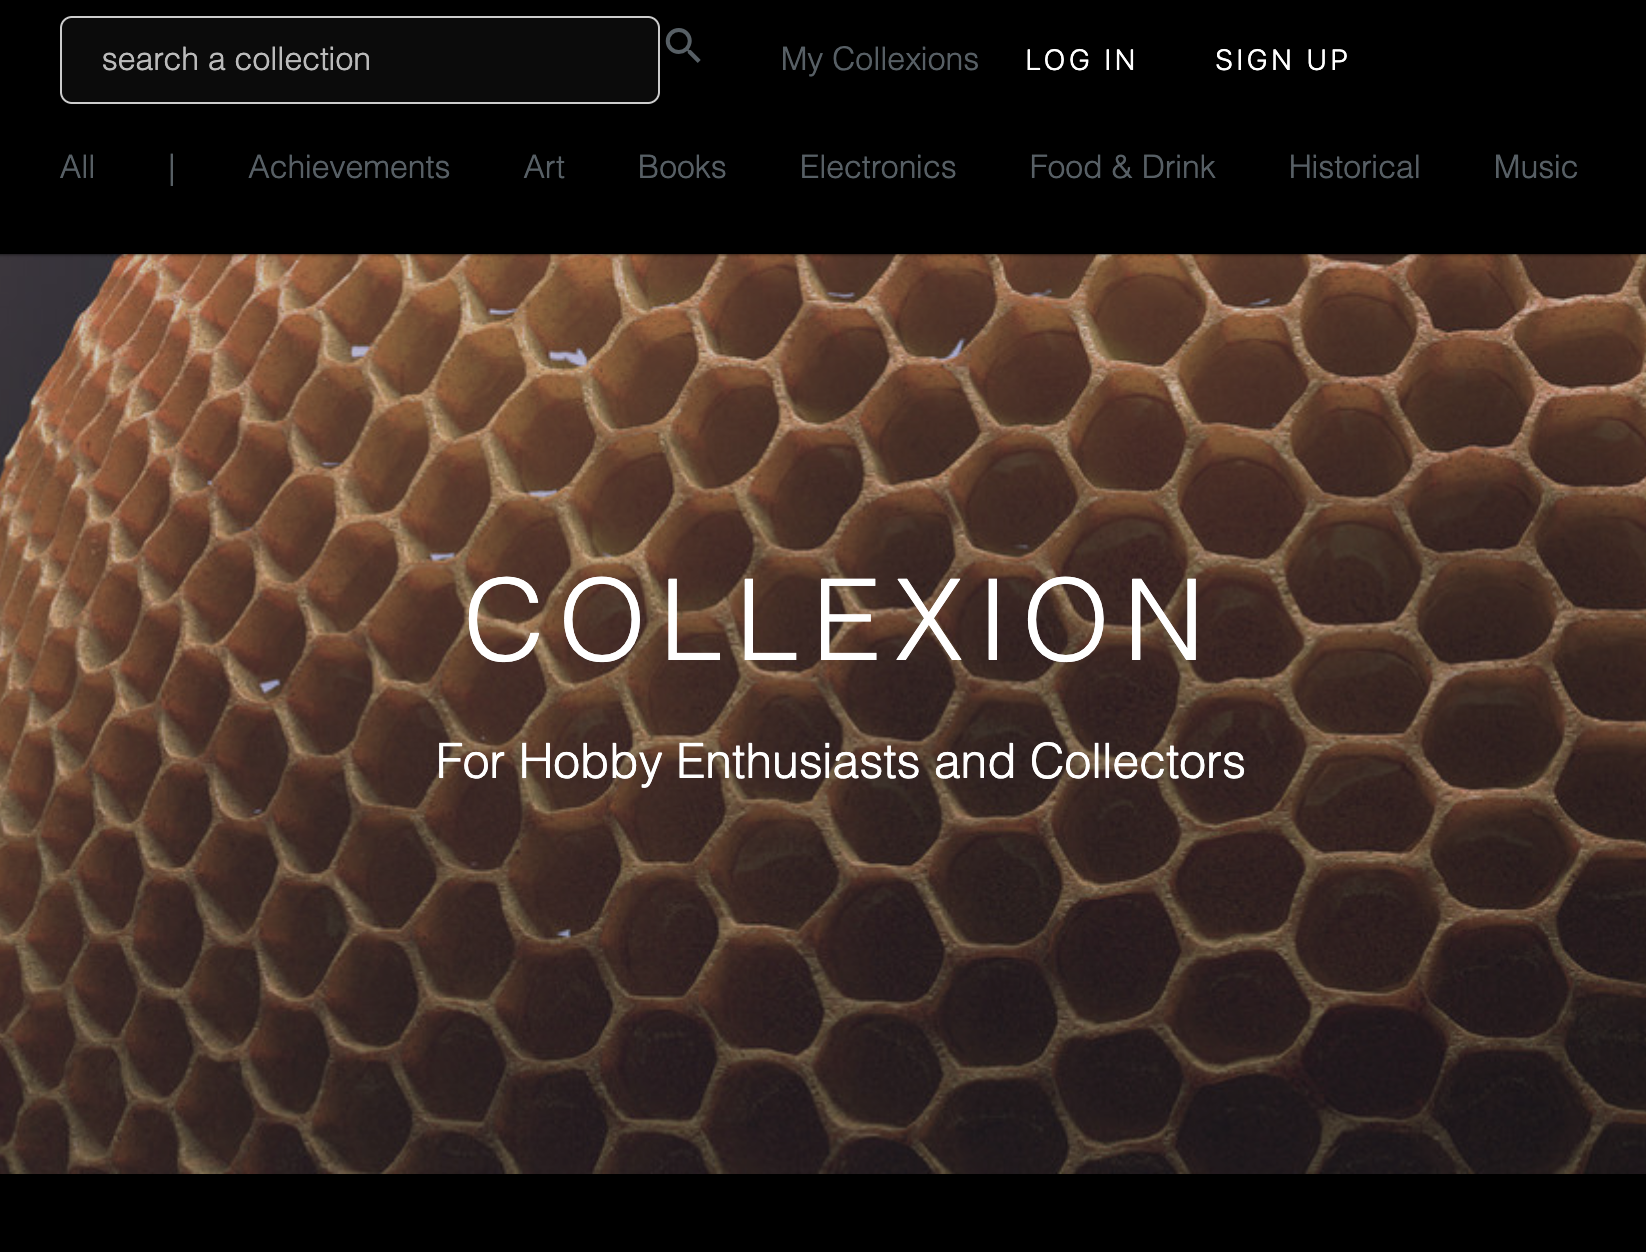 search a collection
My Collexions LOG IN SIGN UP
All | Achievements Art Books Electronics Food & Drink Historical Music
COLLEXION
For Hobby Enthusiasts and Collectors